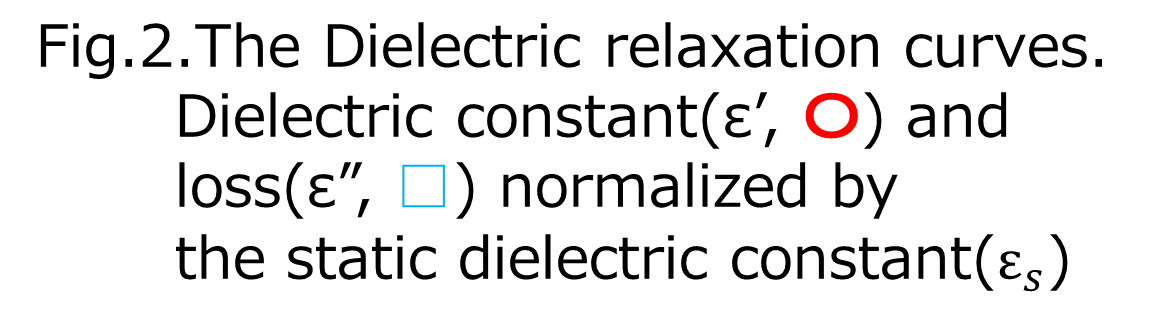 Fig.2.The Dielectric relaxation curves.
Dielectric constant(ε′, O) and
loss(ε″, □) normalized by
the static dielectric constant(εₛ)